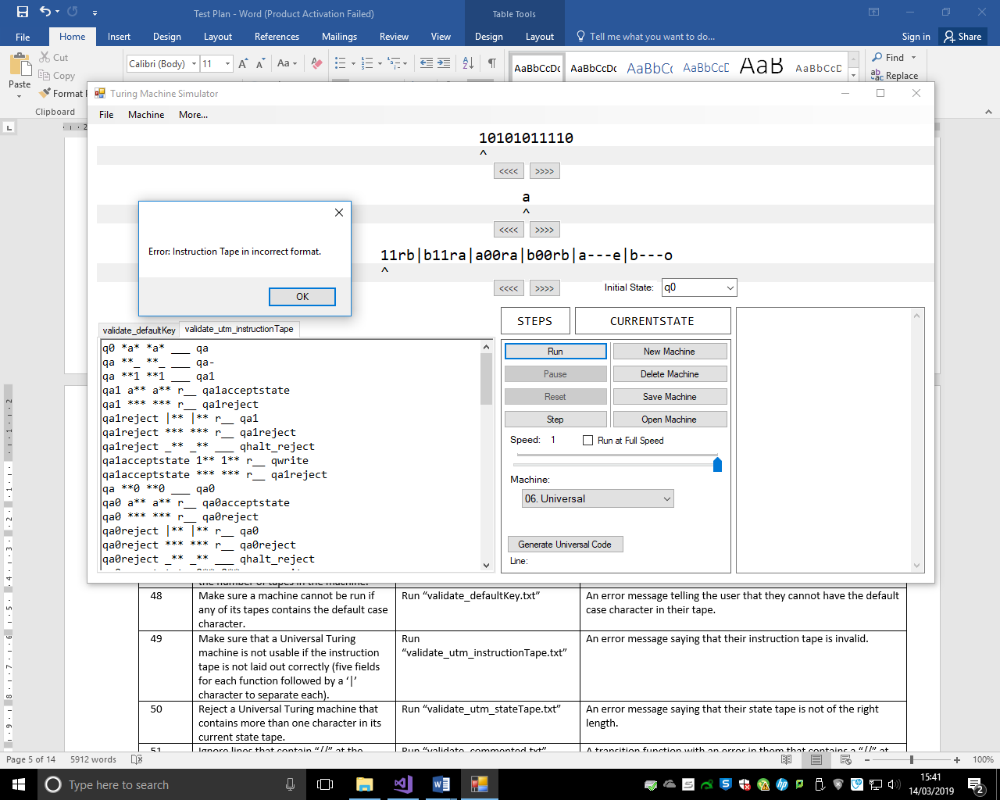 Test Plan - Word (Product Activation Failed)
Table Tools
File Home Insert Design Layout References Mailings Review View Design Layout Tell me what you want to do... Sign in Share
Paste Cut Copy Format
Clipboard
Calibri (Body) 11
AaBbCcDc AaBbCcDc AaBbCc AaBbCcD AaB AaBbCcD
Find
Replace
Turing Machine Simulator
File Machine More...
10101011110
^
<<<< >>>>
a
^
<<<< >>>>
11rb|b11ra|a00ra|b00rb|a---e|b---o
^
<<<< >>>>
Initial State: q0
Error: Instruction Tape in incorrect format.
OK
validate_defaultKey validate_utm_instructionTape
q0 *a* *a* ___ qa
qa **_ **_ ___ qa-
qa **1 **1 ___ qa1
qa1 a** a** r__ qa1acceptstate
qa1 *** *** r__ qa1reject
qa1reject |** |** r__ qa1
qa1reject *** *** r__ qa1reject
qa1reject _** _** ___ qhalt_reject
qa1acceptstate 1** 1** r__ qwrite
qa1acceptstate *** *** r__ qa1reject
qa **0 **0 ___ qa0
qa0 a** a** r__ qa0acceptstate
qa0 *** *** r__ qa0reject
qa0reject |** |** r__ qa0
qa0reject *** *** r__ qa0reject
qa0reject _** _** ___ qhalt_reject
STEPS CURRENTSTATE
Run New Machine
Pause Delete Machine
Reset Save Machine
Step Open Machine
Speed: 1 Run at Full Speed
Machine:
06. Universal
Generate Universal Code
Line:
the number of tapes in the machine.
48 Make sure a machine cannot be run if Run “validate_defaultKey.txt” An error message telling the user that they cannot have the default
any of its tapes contains the default case case character in their tape.
character.
49 Make sure that a Universal Turing Run An error message saying that their instruction tape is invalid.
machine is not usable if the instruction “validate_utm_instructionTape.txt”
tape is not laid out correctly (five fields
for each function followed by a ‘|’
character to separate each).
50 Reject a Universal Turing machine that Run “validate_utm_stateTape.txt” An error message saying that their state tape is not of the right
contains more than one character in its length.
current state tape.
51 Ignore lines that contain “//” at the Run “validate_commented.txt” A transition function with an error in them that contains a “//” at
Page 5 of 14 5912 words 100%
Type here to search
15:41
14/03/2019
2